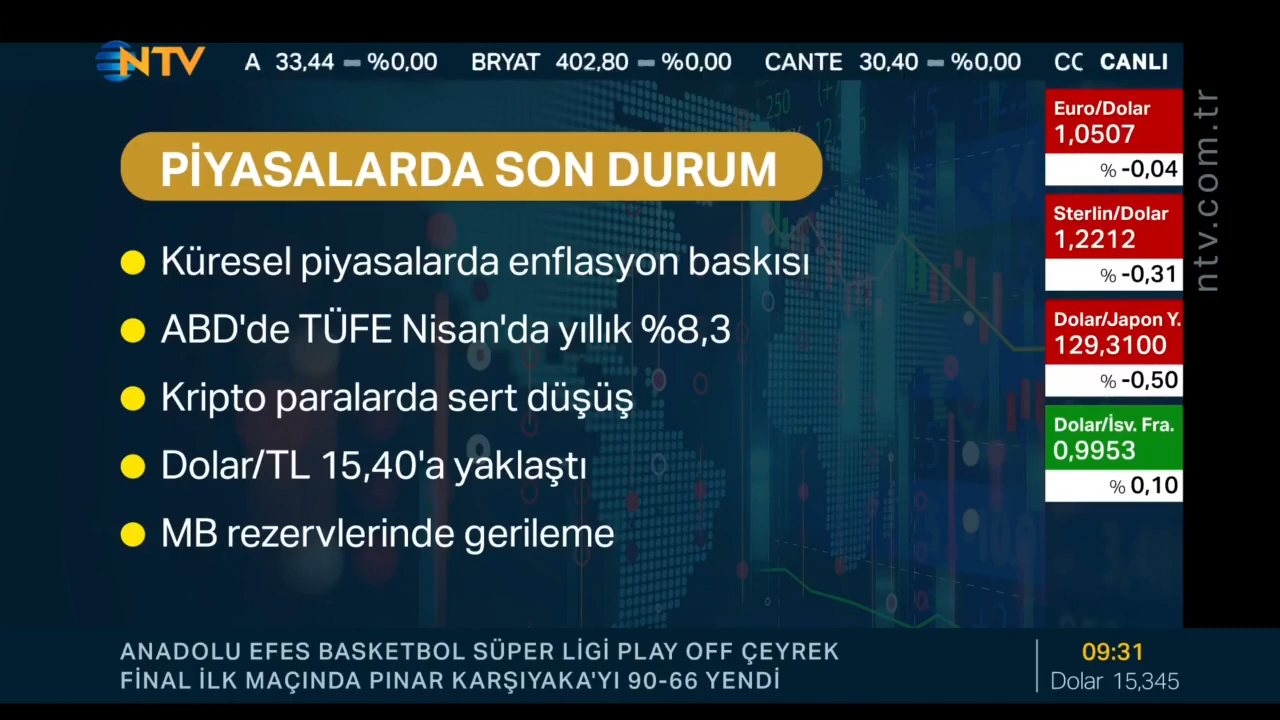 NTV
A 33,44 %0,00 BRYAT 402,80 %0,00 CANTE 30,40 %0,00 CC CANLI
PİYASALARDA SON DURUM
Küresel piyasalarda enflasyon baskısı
ABD'de TÜFE Nisan'da yıllık %8,3
Kripto paralarda sert düşüş
Dolar/TL 15,40'a yaklaştı
MB rezervlerinde gerileme
Euro/Dolar
1,0507
% -0,04
Sterlin/Dolar
1,2212
% -0,31
Dolar/Japon Y.
129,3100
% -0,50
Dolar/İsv. Fra.
0,9953
% 0,10
ntv.com.tr
ANADOLU EFES BASKETBOL SÜPER LİGİ PLAY OFF ÇEYREK
FİNAL İLK MAÇINDA PINAR KARŞIYAKA'YI 90-66 YENDİ
09:31
Dolar 15,345